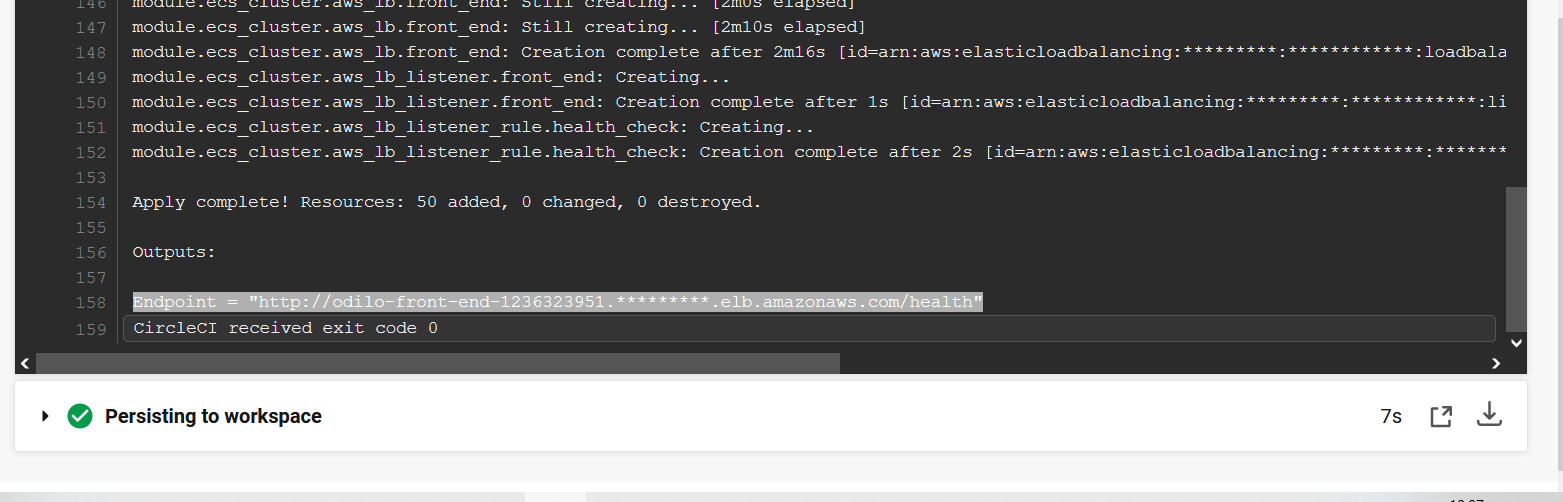 146 module.ecs_cluster.aws_lb.front_end: Still creating... [2m0s elapsed]
147 module.ecs_cluster.aws_lb.front_end: Still creating... [2m10s elapsed]
148 module.ecs_cluster.aws_lb.front_end: Creation complete after 2m16s [id=arn:aws:elasticloadbalancing:*********:************:loadbala
149 module.ecs_cluster.aws_lb_listener.front_end: Creating...
150 module.ecs_cluster.aws_lb_listener.front_end: Creation complete after 1s [id=arn:aws:elasticloadbalancing:*********:************:li
151 module.ecs_cluster.aws_lb_listener_rule.health_check: Creating...
152 module.ecs_cluster.aws_lb_listener_rule.health_check: Creation complete after 2s [id=arn:aws:elasticloadbalancing:*********:*******
153
154 Apply complete! Resources: 50 added, 0 changed, 0 destroyed.
155
156 Outputs:
157
158 Endpoint = "http://odilo-front-end-1236323951.*********.elb.amazonaws.com/health"
159 CircleCI received exit code 0
Persisting to workspace 7s